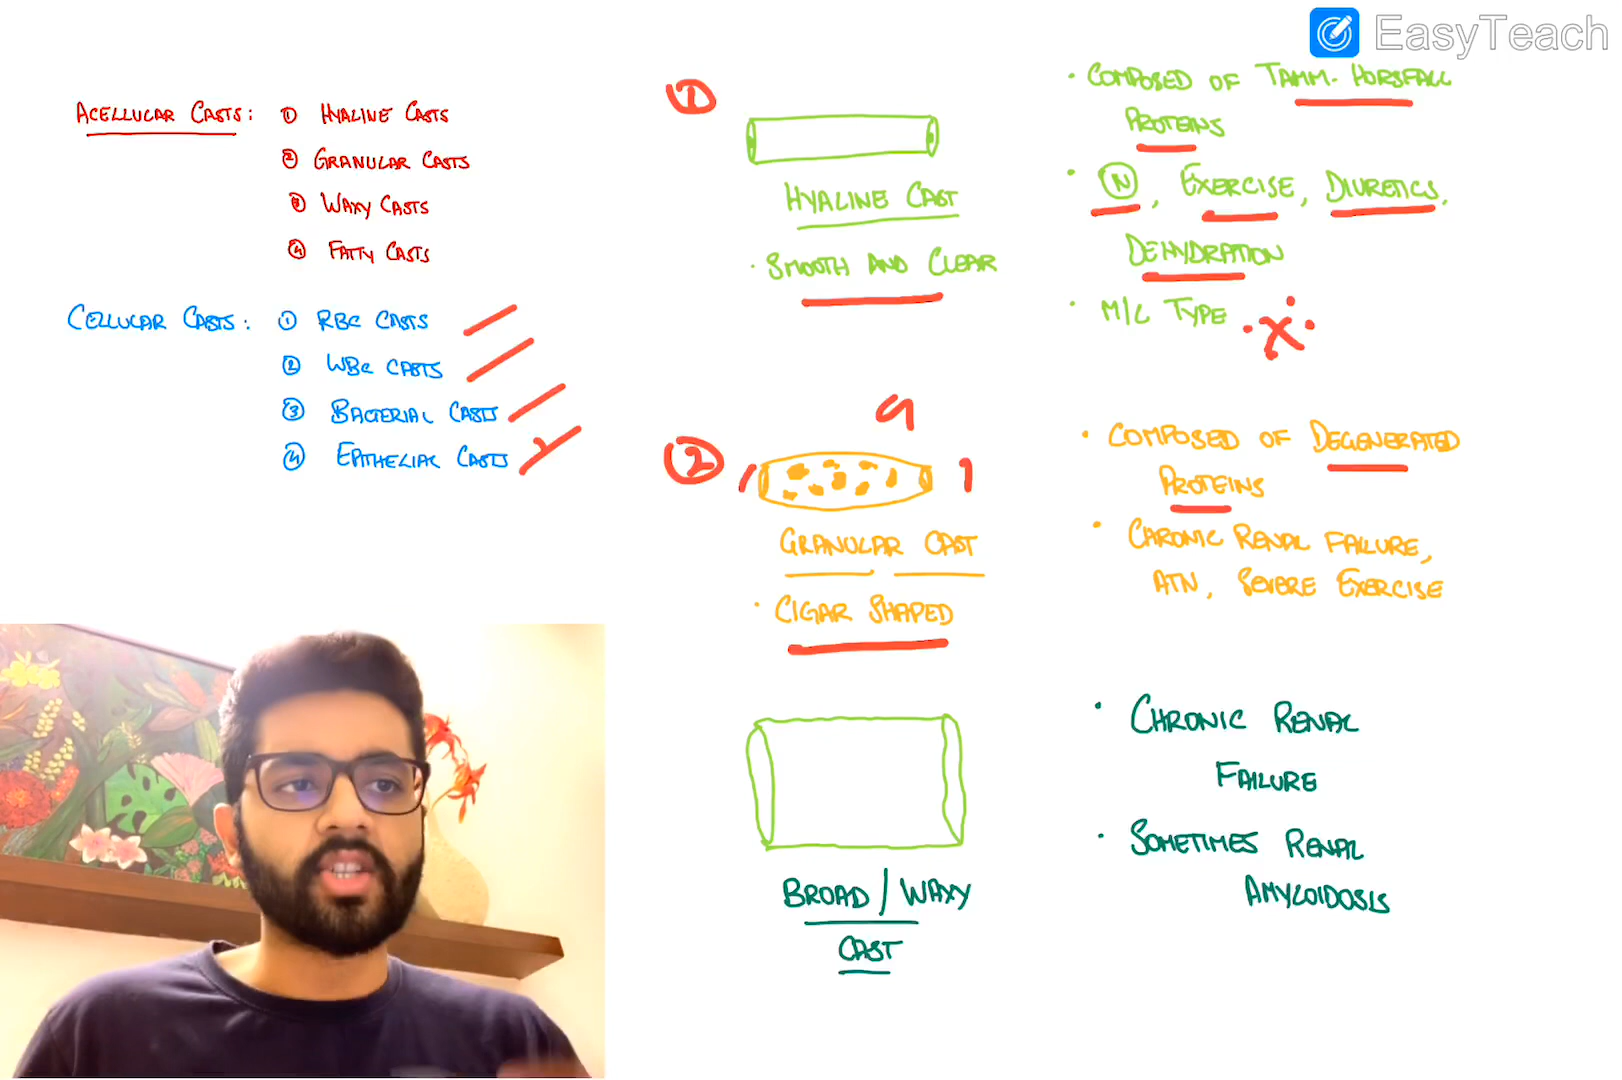 EasyTeach
ACELLULAR CASTS: ① HYALINE CASTS
② GRANULAR CASTS
③ WAXY CASTS
④ FATTY CASTS
CELLULAR CASTS: ① RBC CASTS
② WBC CASTS
③ BACTERIAL CASTS
④ EPITHELIAL CASTS
①
HYALINE CAST
• SMOOTH AND CLEAR
• COMPOSED OF TAMM-HORSFALL
PROTEINS
• Ⓝ, EXERCISE, DIURETICS,
DEHYDRATION
• M/C TYPE
②
GRANULAR CAST
• CIGAR SHAPED
• COMPOSED OF DEGENERATED
PROTEINS
• CHRONIC RENAL FAILURE,
ATN, SEVERE EXERCISE
BROAD / WAXY
CAST
• CHRONIC RENAL
FAILURE
• SOMETIMES RENAL
AMYLOIDOSIS